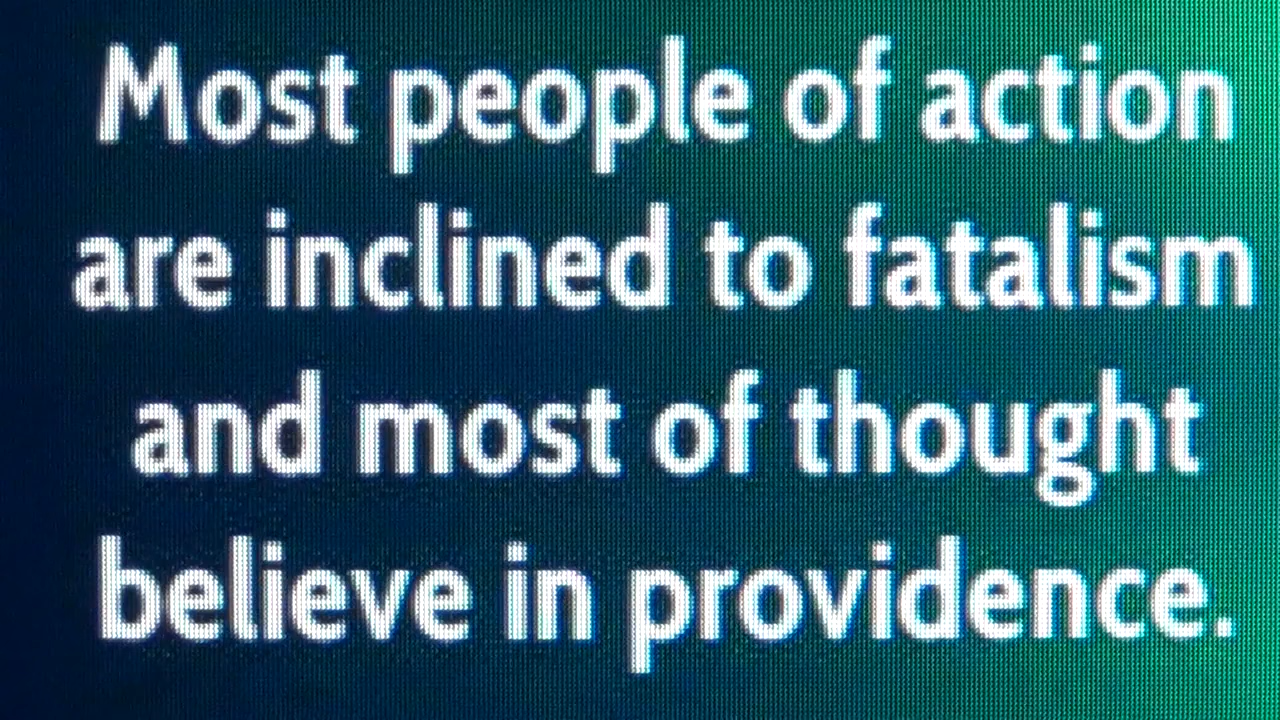 Most people of action
are inclined to fatalism
and most of thought
believe in providence.